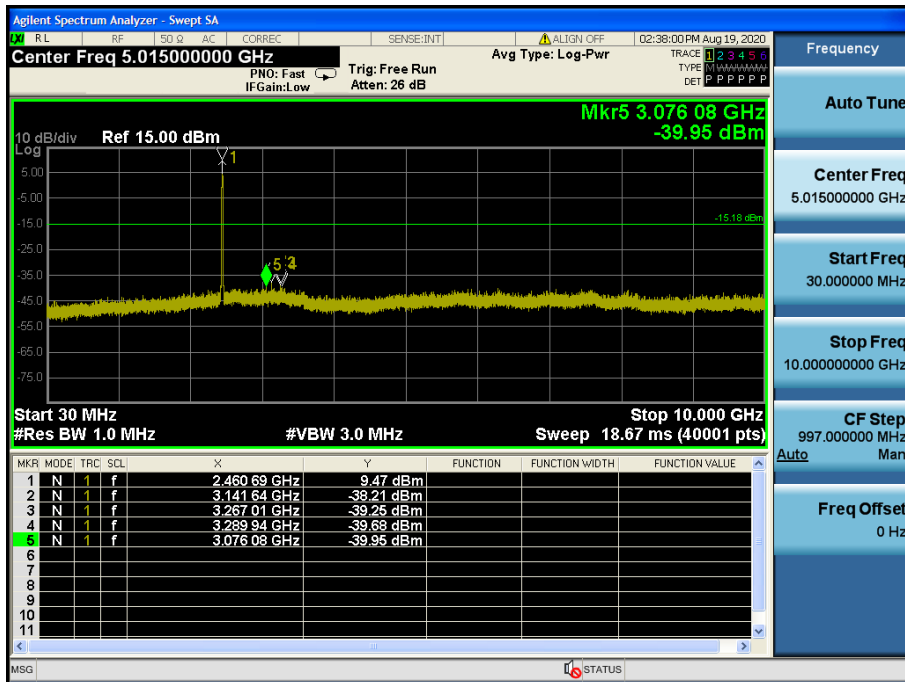 Agilent Spectrum Analyzer - Swept SA
LXI RL RF 50 Ω AC CORREC SENSE:INT ALIGN OFF 02:38:00 PM Aug 19, 2020
Center Freq 5.015000000 GHz
PNO: Fast
IFGain:Low
Trig: Free Run
Atten: 26 dB
Avg Type: Log-Pwr
TRACE 1 2 3 4 5 6
TYPE M WWWWW
DET P P P P P P
Mkr5 3.076 08 GHz
-39.95 dBm
10 dB/div Ref 15.00 dBm
Log
5.00
-5.00
-15.0
-25.0
-35.0
-45.0
-55.0
-65.0
-75.0
1
-15.18 dBm
5
Start 30 MHz
Stop 10.000 GHz
#Res BW 1.0 MHz #VBW 3.0 MHz Sweep 18.67 ms (40001 pts)
MKR MODE TRC SCL X Y FUNCTION FUNCTION WIDTH FUNCTION VALUE
1 N 1 f 2.460 69 GHz 9.47 dBm
2 N 1 f 3.141 64 GHz -38.21 dBm
3 N 1 f 3.267 01 GHz -39.25 dBm
4 N 1 f 3.289 94 GHz -39.68 dBm
5 N 1 f 3.076 08 GHz -39.95 dBm
6
7
8
9
10
11
MSG STATUS
Frequency
Auto Tune
Center Freq
5.015000000 GHz
Start Freq
30.000000 MHz
Stop Freq
10.000000000 GHz
CF Step
997.000000 MHz
Auto Man
Freq Offset
0 Hz